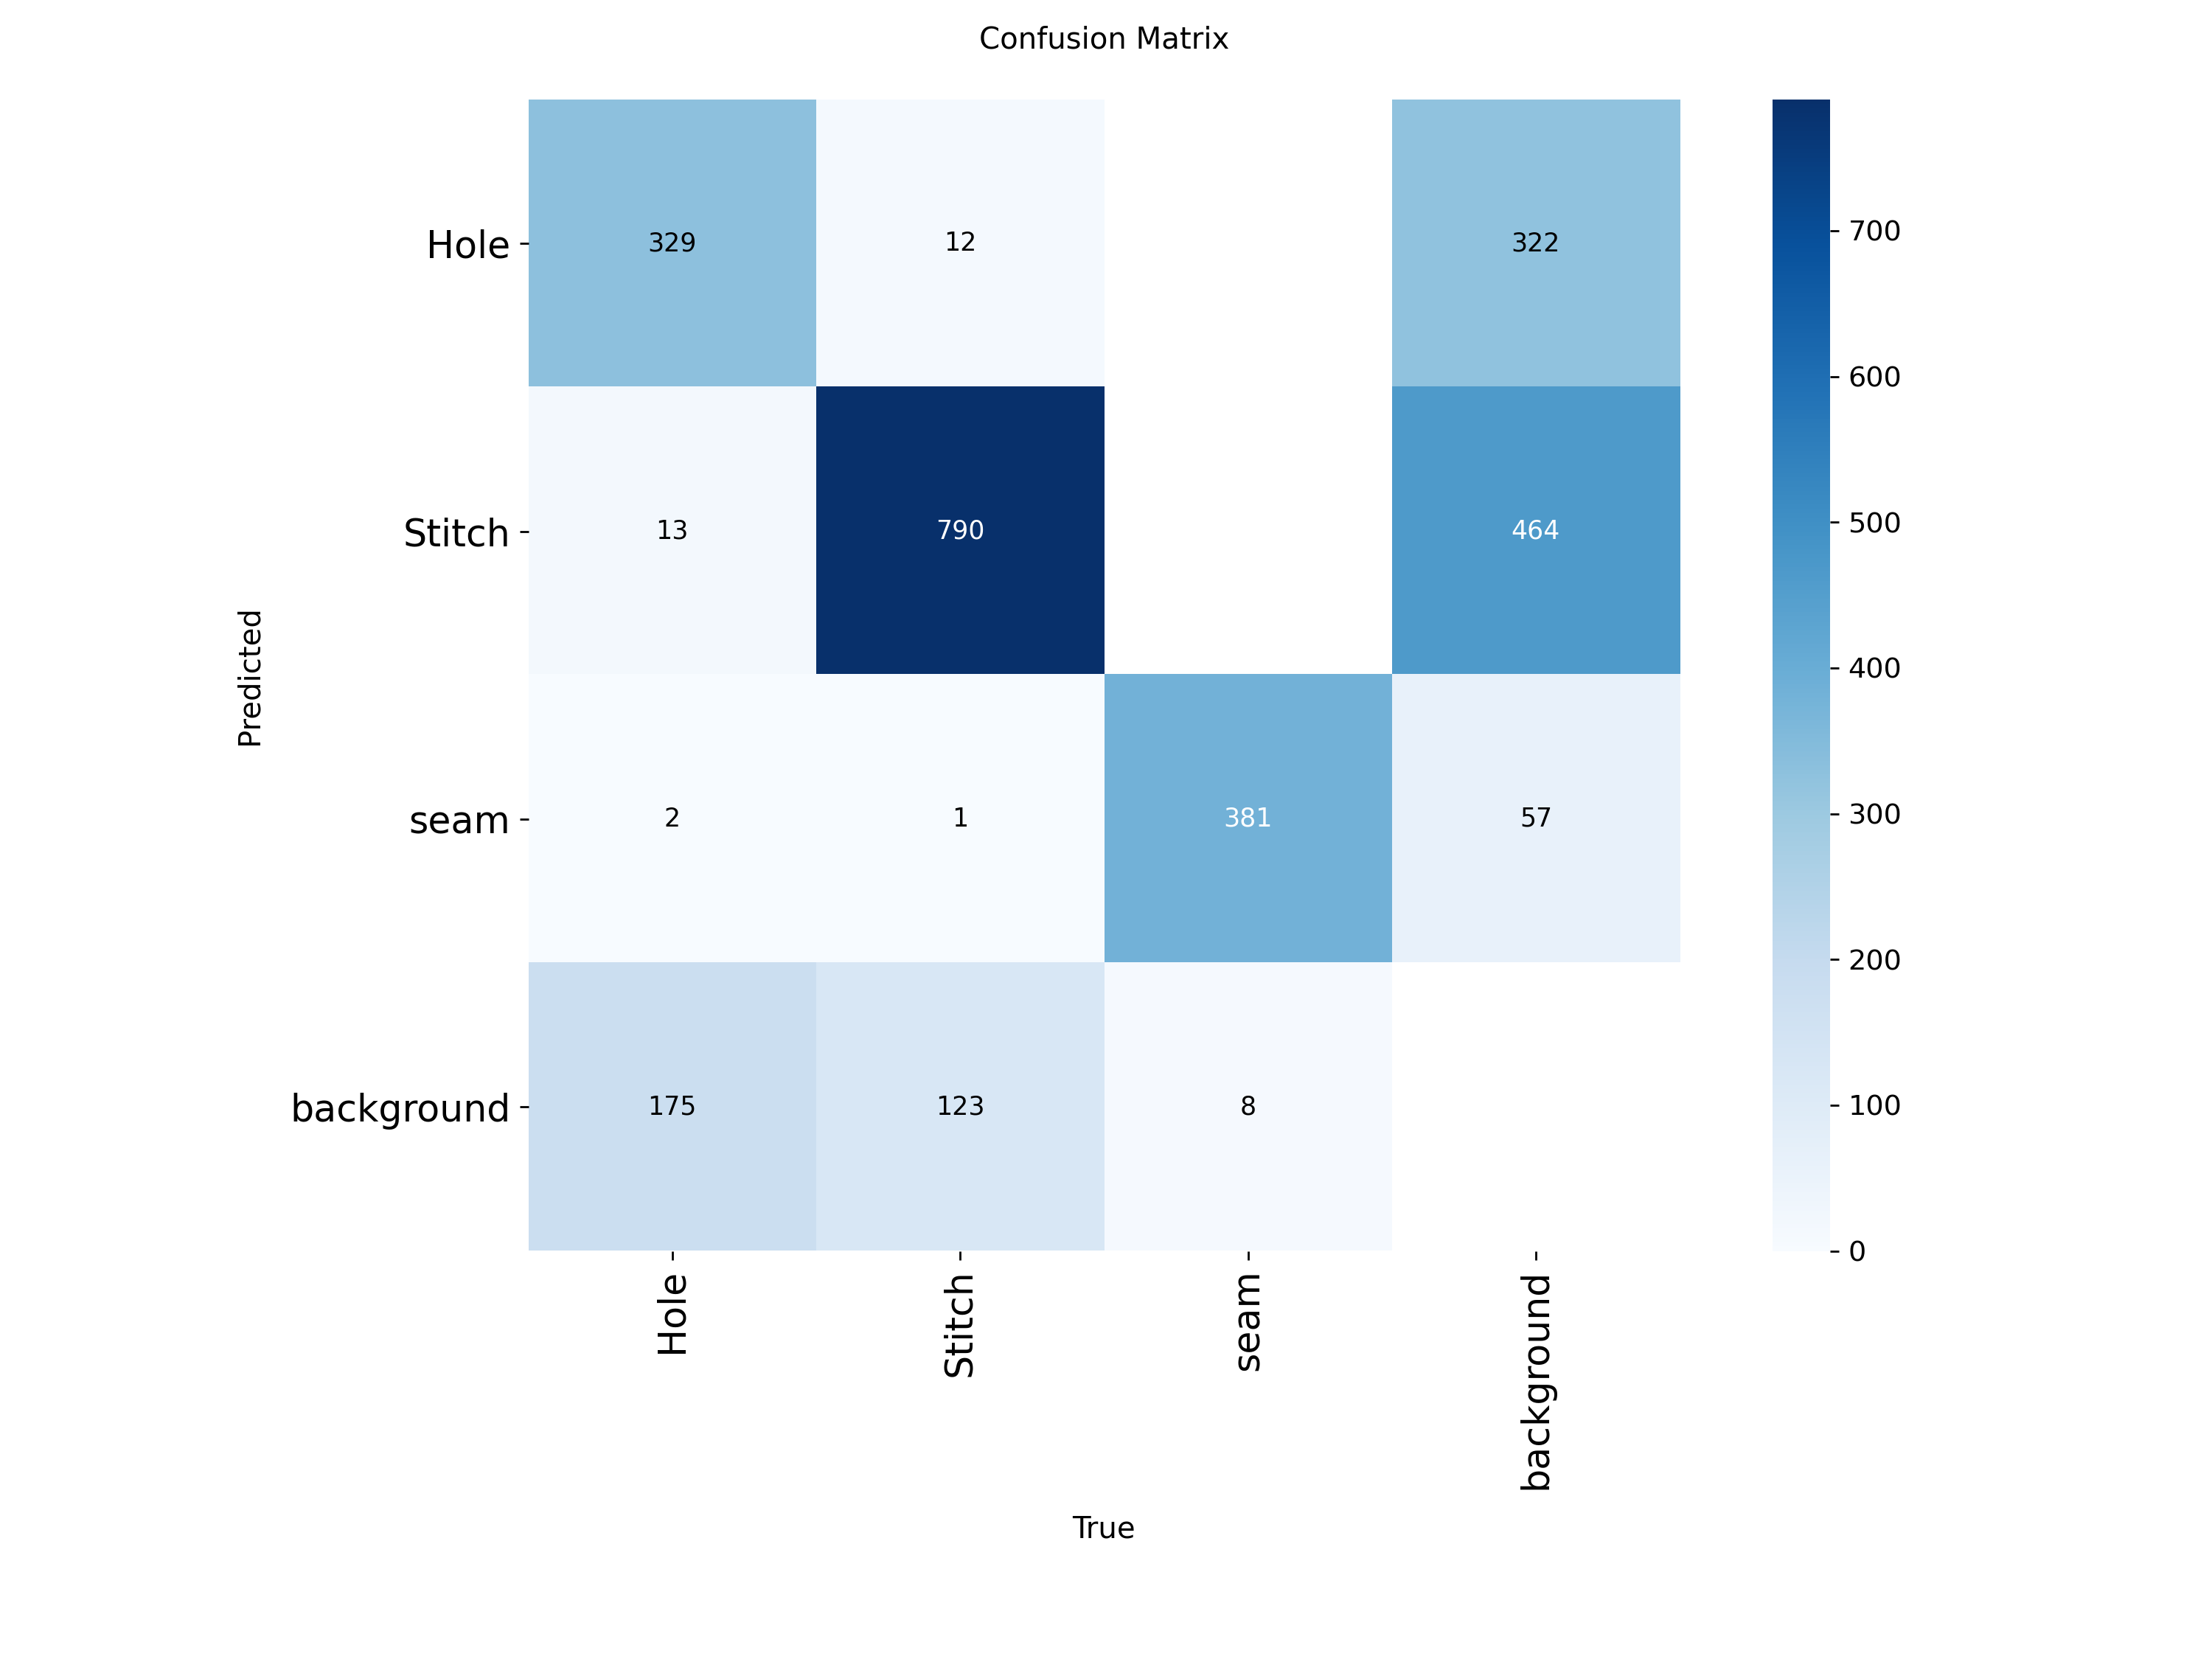 Confusion Matrix
Hole
329
12
322
Stitch
13
790
464
seam
2
1
381
57
background
175
123
8
Hole
Stitch
seam
background
Predicted
True
700
600
500
400
300
200
100
0